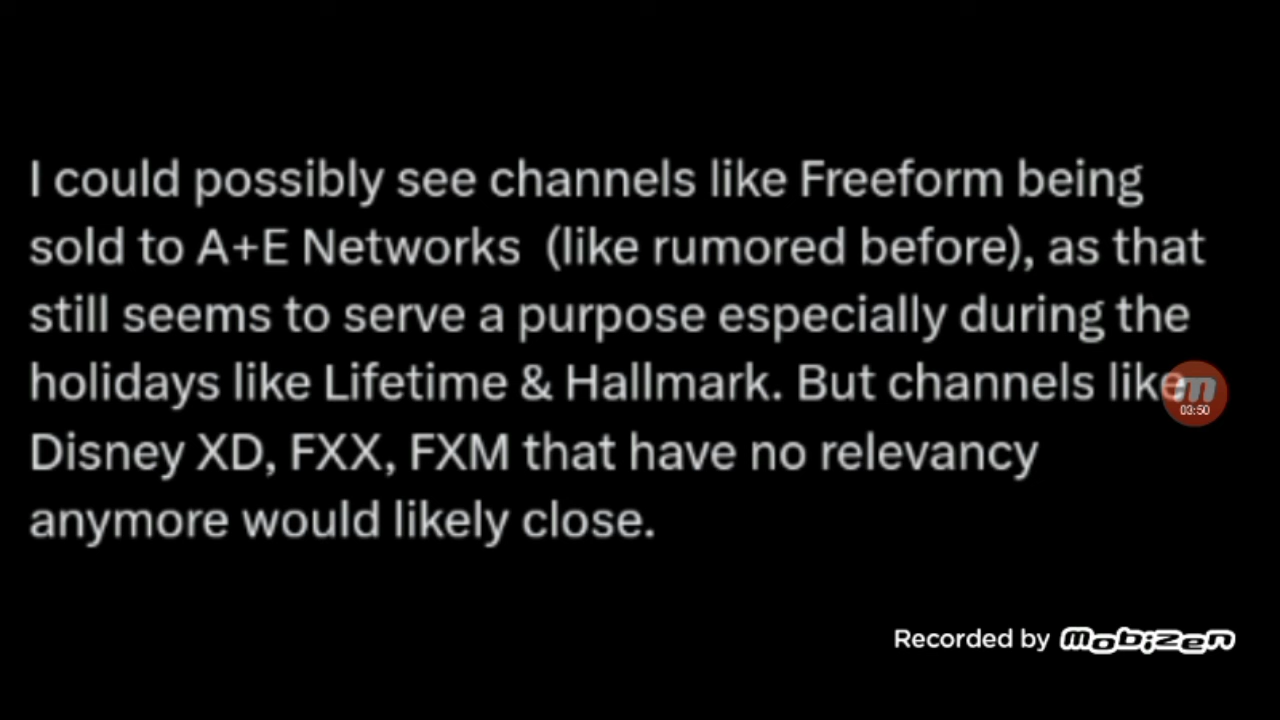 I could possibly see channels like Freeform being
sold to A+E Networks (like rumored before), as that
still seems to serve a purpose especially during the
holidays like Lifetime & Hallmark. But channels like
Disney XD, FXX, FXM that have no relevancy
anymore would likely close.
m
03:50
Recorded by mobizen